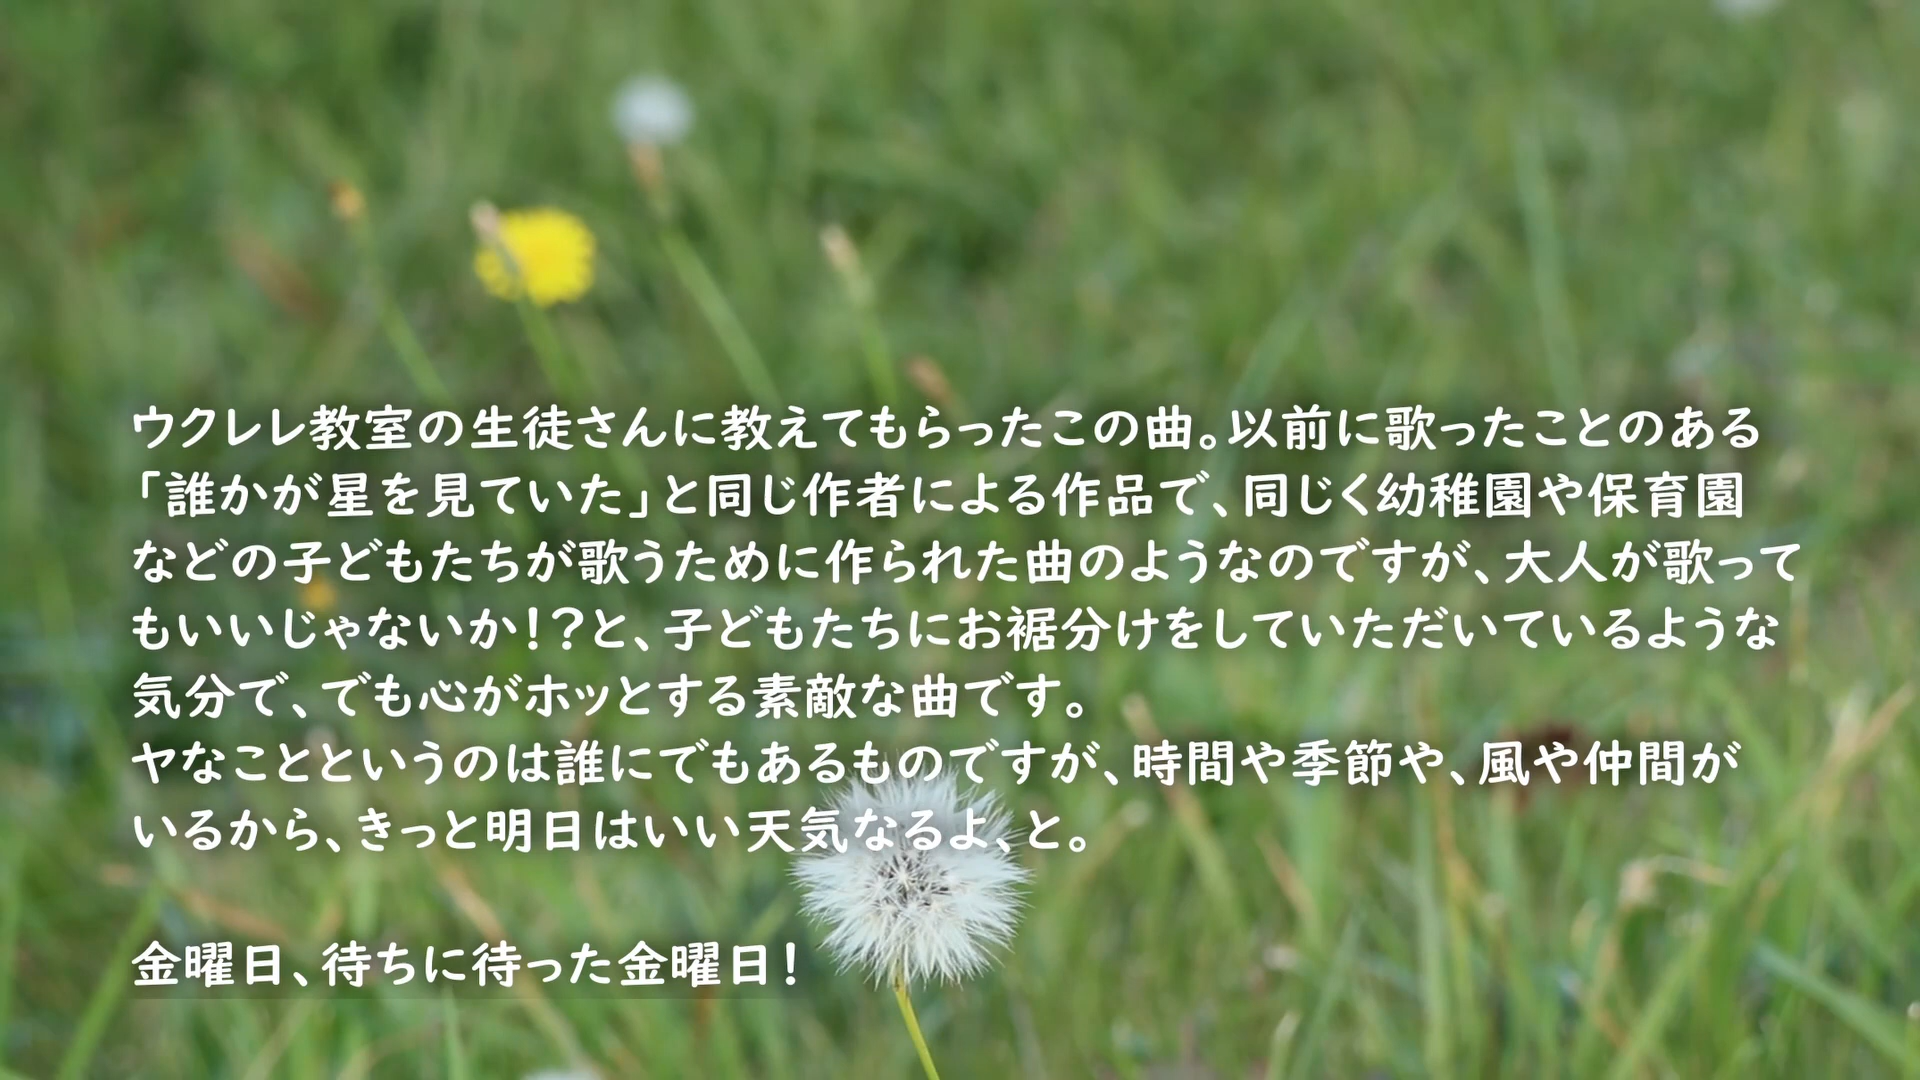 ウクレレ教室の生徒さんに教えてもらったこの曲。以前に歌ったことのある
「誰かが星を見ていた」と同じ作者による作品で、同じく幼稚園や保育園
などの子どもたちが歌うために作られた曲のようなのですが、大人が歌って
もいいじゃないか!?と、子どもたちにお裾分けをしていただいているような
気分で、でも心がホッとする素敵な曲です。
ヤなことというのは誰にでもあるものですが、時間や季節や、風や仲間が
いるから、きっと明日はいい天気なるよ、と。
金曜日、待ちに待った金曜日!